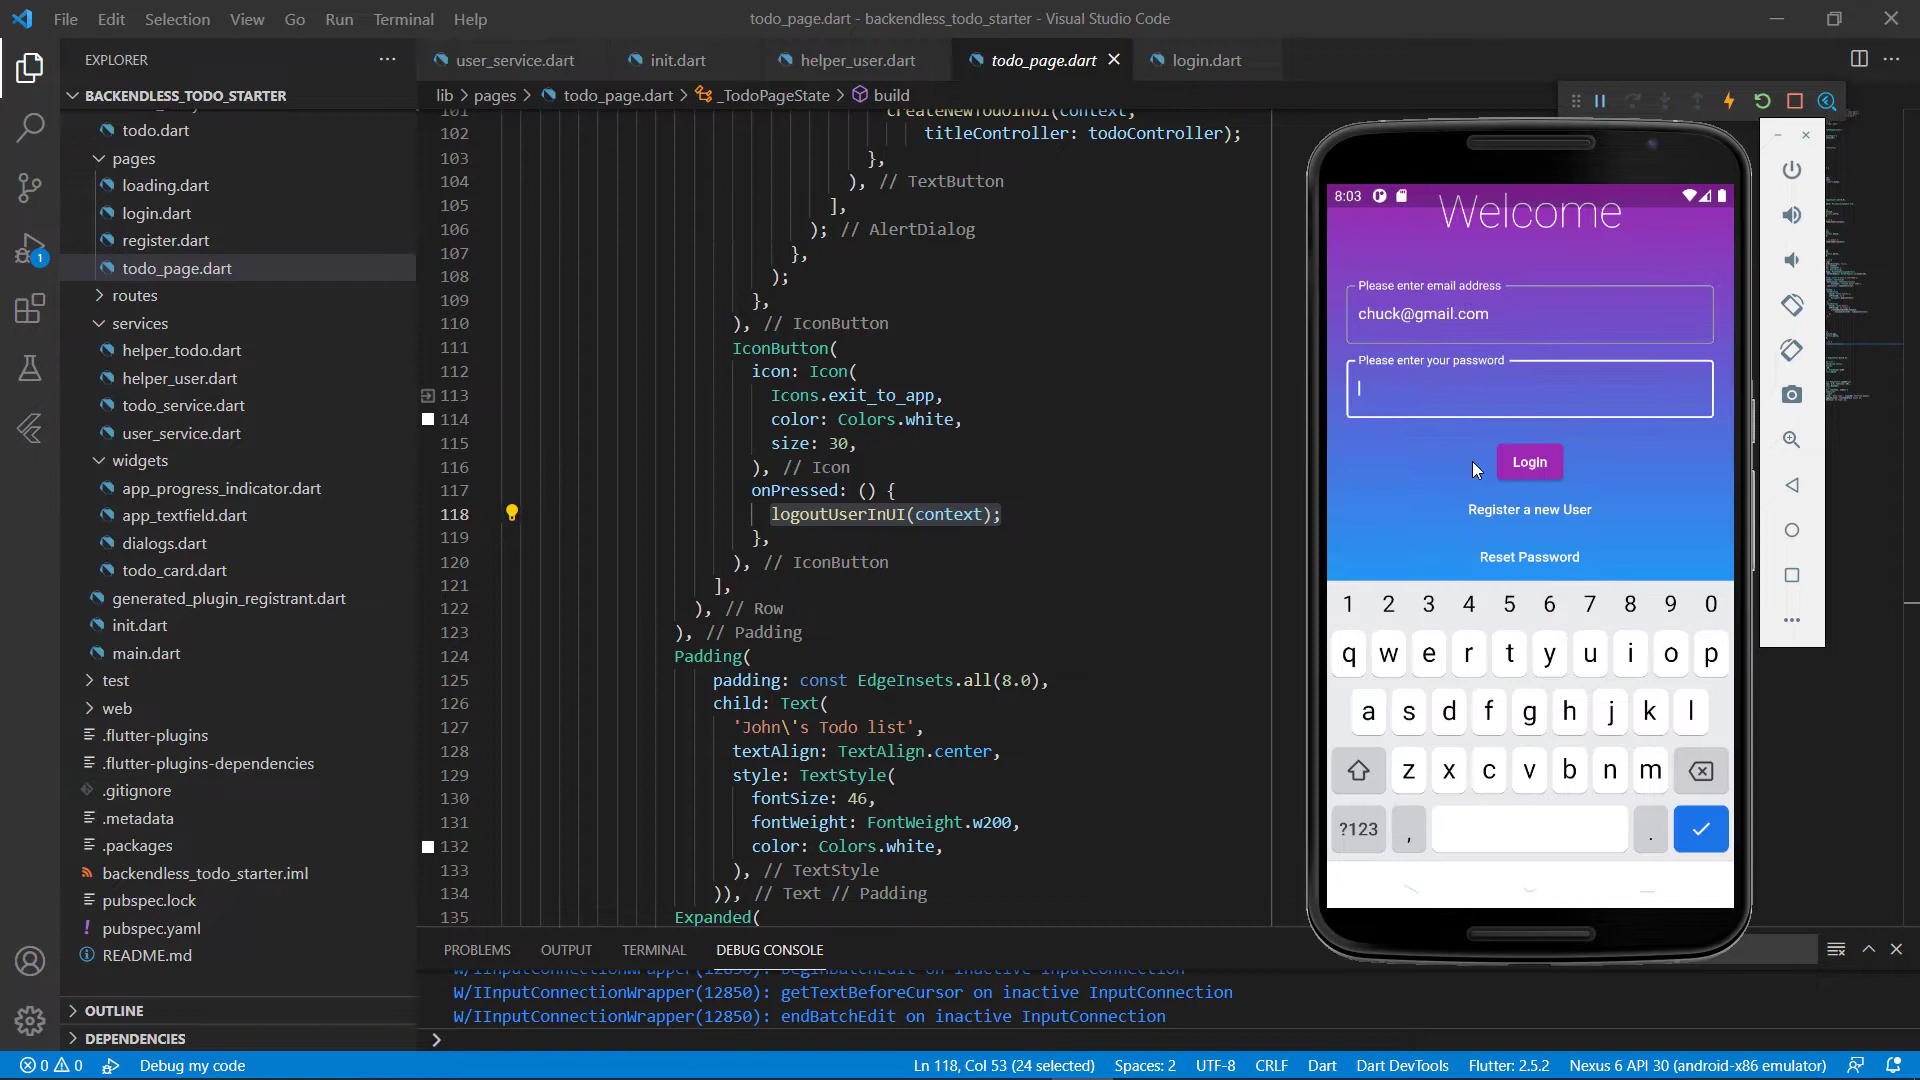 File Edit Selection View Go Run Terminal Help
todo_page.dart - backendless_todo_starter - Visual Studio Code
EXPLORER
BACKENDLESS_TODO_STARTER
todo.dart
pages
loading.dart
login.dart
register.dart
todo_page.dart
routes
services
helper_todo.dart
helper_user.dart
todo_service.dart
user_service.dart
widgets
app_progress_indicator.dart
app_textfield.dart
dialogs.dart
todo_card.dart
generated_plugin_registrant.dart
init.dart
main.dart
test
web
.flutter-plugins
.flutter-plugins-dependencies
.gitignore
.metadata
.packages
backendless_todo_starter.iml
pubspec.lock
pubspec.yaml
README.md
OUTLINE
DEPENDENCIES
1
user_service.dart init.dart helper_user.dart todo_page.dart login.dart
lib > pages > todo_page.dart > _TodoPageState > build
101 createNewTodoInUI(context,
102 titleController: todoController);
103 },
104 ), // TextButton
105 ],
106 ); // AlertDialog
107 },
108 );
109 },
110 ), // IconButton
111 IconButton(
112 icon: Icon(
113 Icons.exit_to_app,
114 color: Colors.white,
115 size: 30,
116 ), // Icon
117 onPressed: () {
118 logoutUserInUI(context);
119 },
120 ), // IconButton
121 ],
122 ), // Row
123 ), // Padding
124 Padding(
125 padding: const EdgeInsets.all(8.0),
126 child: Text(
127 'John\'s Todo list',
128 textAlign: TextAlign.center,
129 style: TextStyle(
130 fontSize: 46,
131 fontWeight: FontWeight.w200,
132 color: Colors.white,
133 ), // TextStyle
134 )), // Text // Padding
135 Expanded(
PROBLEMS OUTPUT TERMINAL DEBUG CONSOLE
W/IInputConnectionWrapper(12850): beginBatchEdit on inactive InputConnection
W/IInputConnectionWrapper(12850): getTextBeforeCursor on inactive InputConnection
W/IInputConnectionWrapper(12850): endBatchEdit on inactive InputConnection
8:03
Welcome
Please enter email address
chuck@gmail.com
Please enter your password
Login
Register a new User
Reset Password
1 2 3 4 5 6 7 8 9 0
q w e r t y u i o p
a s d f g h j k l
z x c v b n m
?123 , .
0 0 Debug my code
Ln 118, Col 53 (24 selected) Spaces: 2 UTF-8 CRLF Dart Dart DevTools Flutter: 2.5.2 Nexus 6 API 30 (android-x86 emulator)